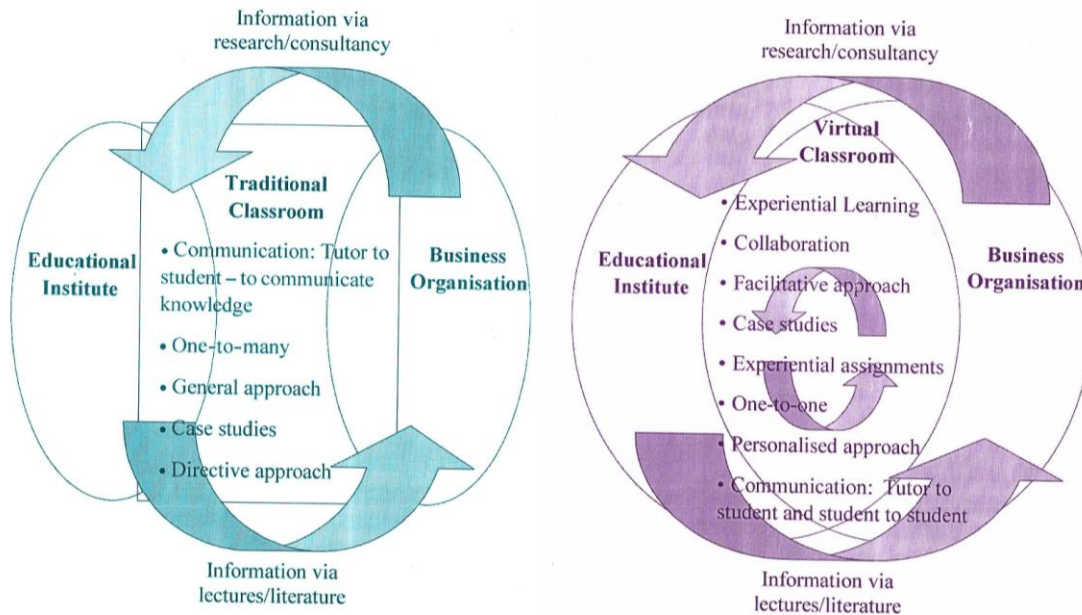 Information via
research/consultancy
Traditional
Classroom
Educational
Institute
• Communication: Tutor to
student – to communicate
knowledge
• One-to-many
• General approach
• Case studies
• Directive approach
Business
Organisation
Information via
lectures/literature
Information via
research/consultancy
Virtual
Classroom
Educational
Institute
• Experiential Learning
• Collaboration
• Facilitative approach
• Case studies
• Experiential assignments
• One-to-one
• Personalised approach
• Communication: Tutor to
student and student to student
Business
Organisation
Information via
lectures/literature